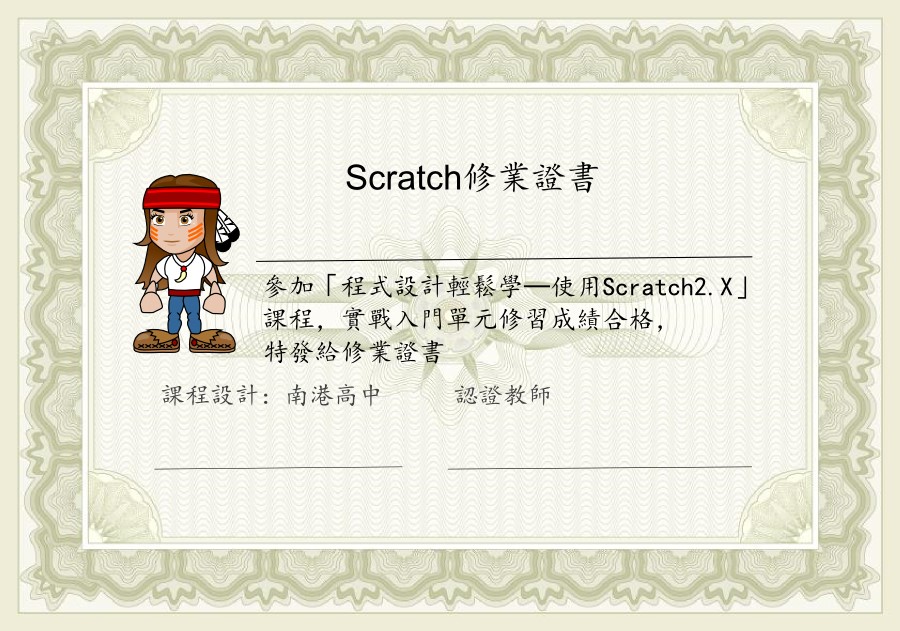 Scratch修業證書
參加「程式設計輕鬆學—使用Scratch2.X」
課程，實戰入門單元修習成績合格，
特發給修業證書
課程設計：南港高中 認證教師